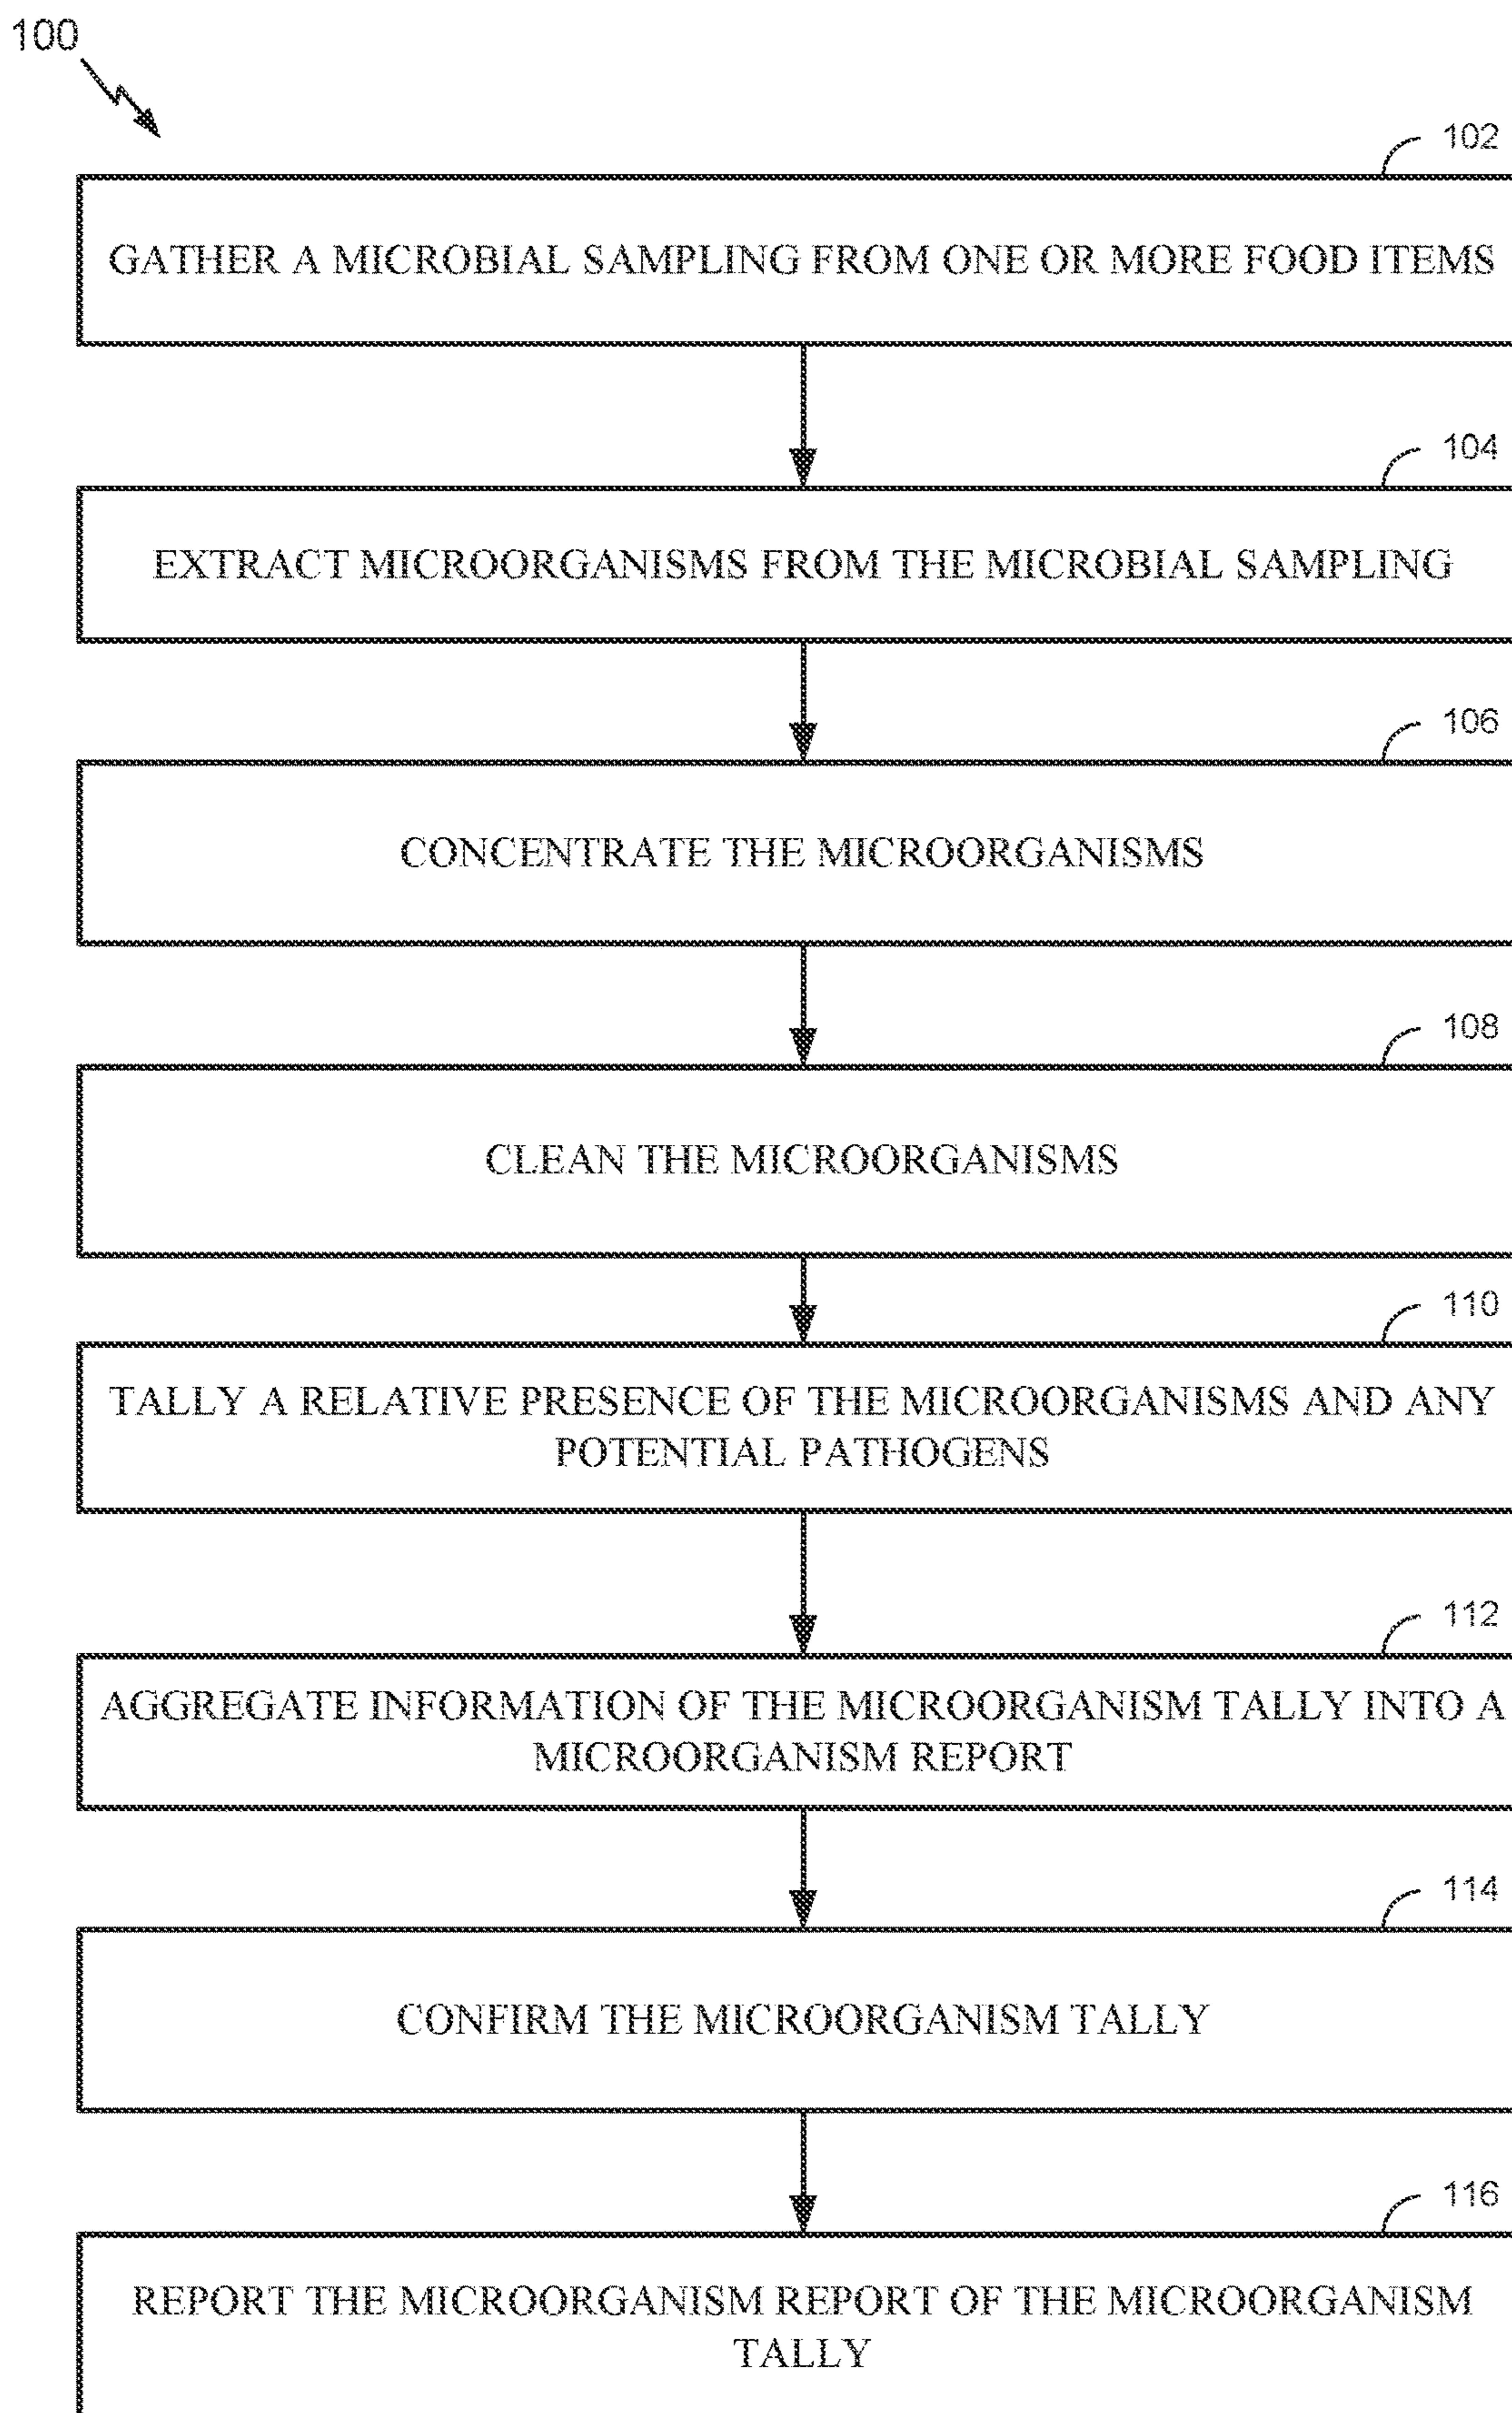 100
102
GATHER A MICROBIAL SAMPLING FROM ONE OR MORE FOOD ITEMS
104
EXTRACT MICROORGANISMS FROM THE MICROBIAL SAMPLING
106
CONCENTRATE THE MICROORGANISMS
108
CLEAN THE MICROORGANISMS
110
TALLY A RELATIVE PRESENCE OF THE MICROORGANISMS AND ANY
POTENTIAL PATHOGENS
112
AGGREGATE INFORMATION OF THE MICROORGANISM TALLY INTO A
MICROORGANISM REPORT
114
CONFIRM THE MICROORGANISM TALLY
116
REPORT THE MICROORGANISM REPORT OF THE MICROORGANISM
TALLY